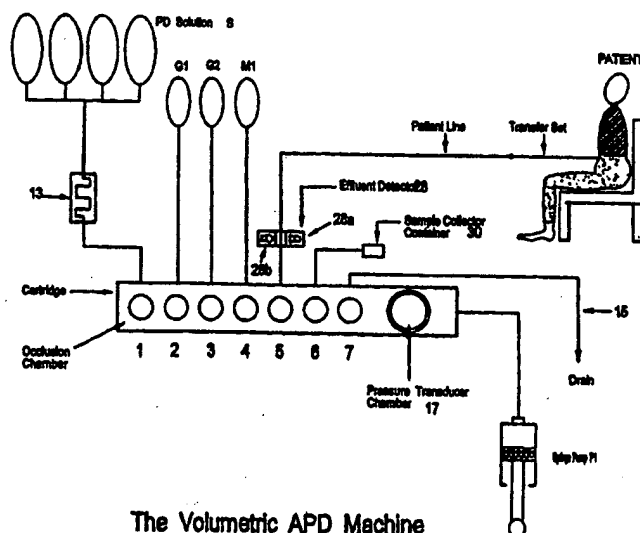 PD Solution S
G1
G2
M1
PATIENT
Patient Line
Transfer Set
13
Effluent Detector 28
28a
Sample Collector
Container 30
28b
Cartridge
15
Occlusion
Chamber
1 2 3 4 5 6 7
Pressure Transducer
Chamber 17
Drain
Pump P1
The Volumetric APD Machine